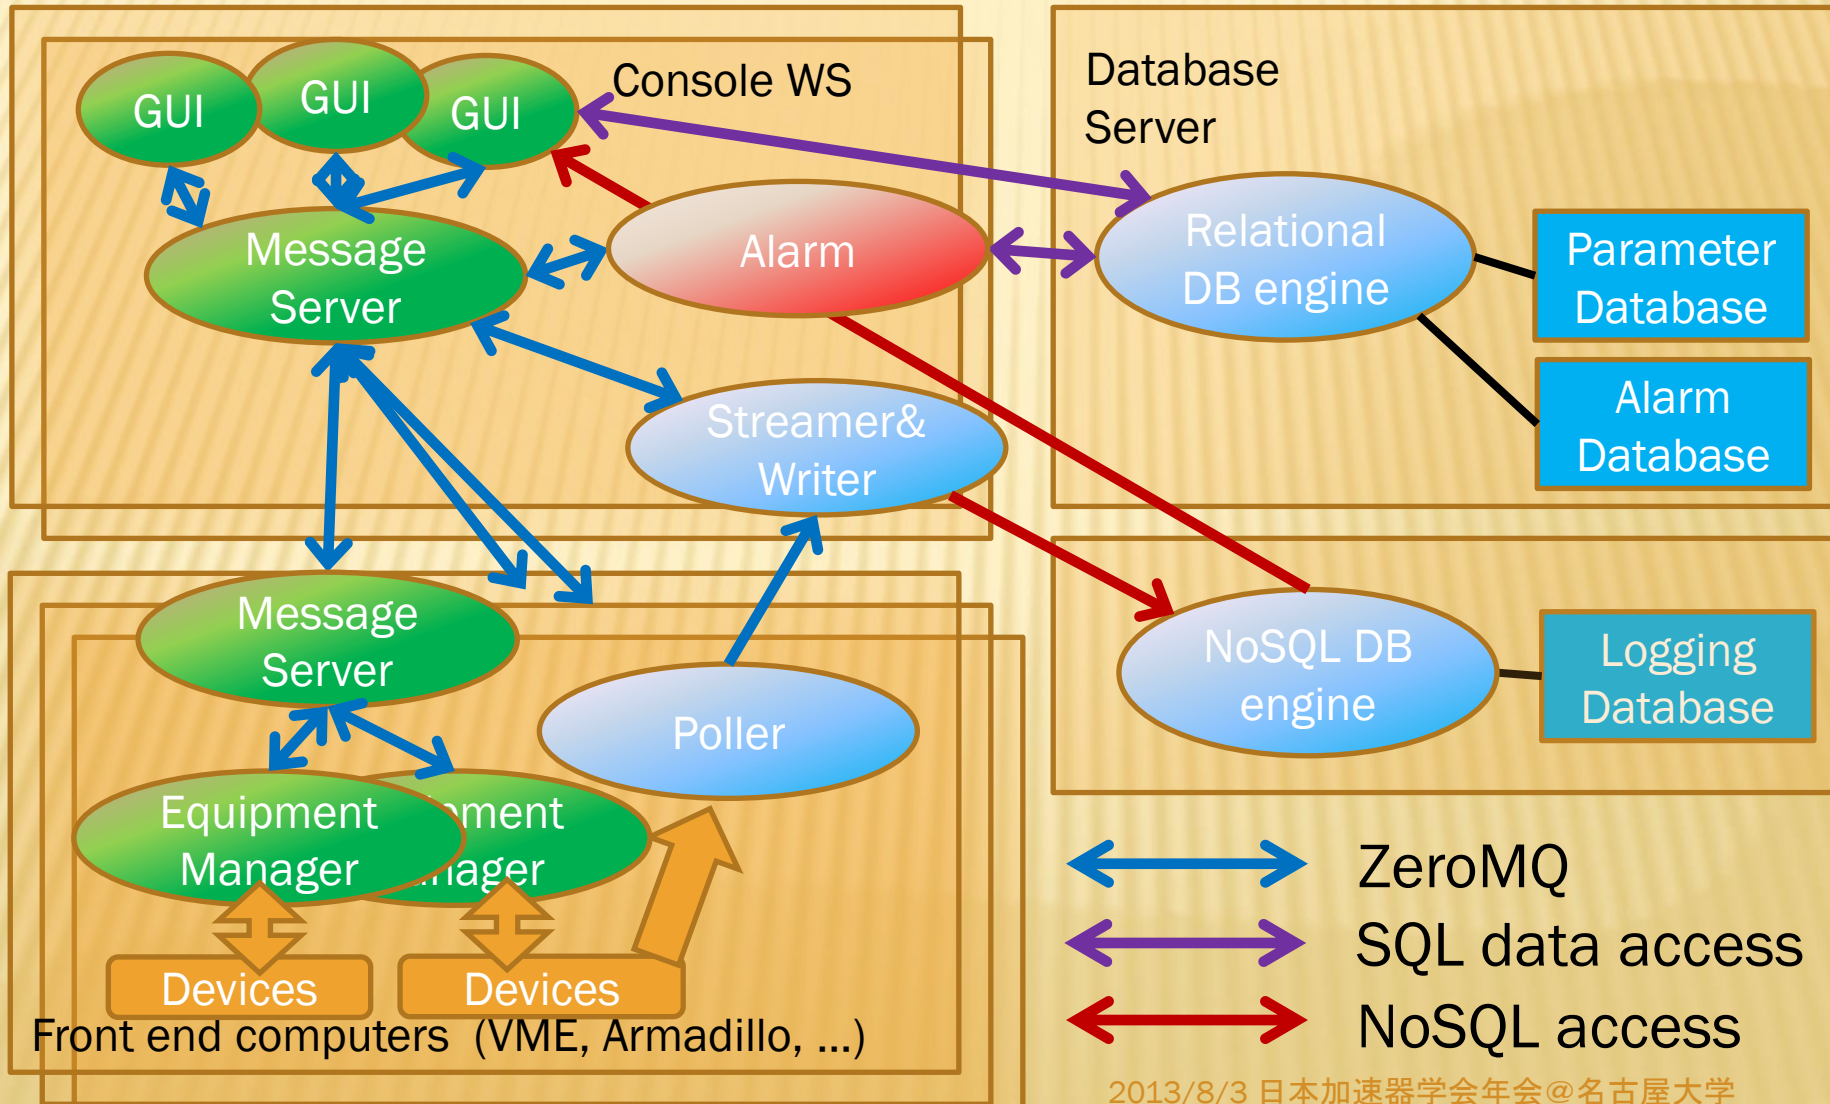 GUI
GUI
GUI
Console WS
Message
Server
Alarm
Streamer&
Writer
Database
Server
Relational
DB engine
Parameter
Database
Alarm
Database
Message
Server
Poller
Equipment
Manager
pment
nager
Devices
Devices
Front end computers (VME, Armadillo, ...)
NoSQL DB
engine
Logging
Database
ZeroMQ
SQL data access
NoSQL access
2013/8/3 日本加速器学会年会@名古屋大学